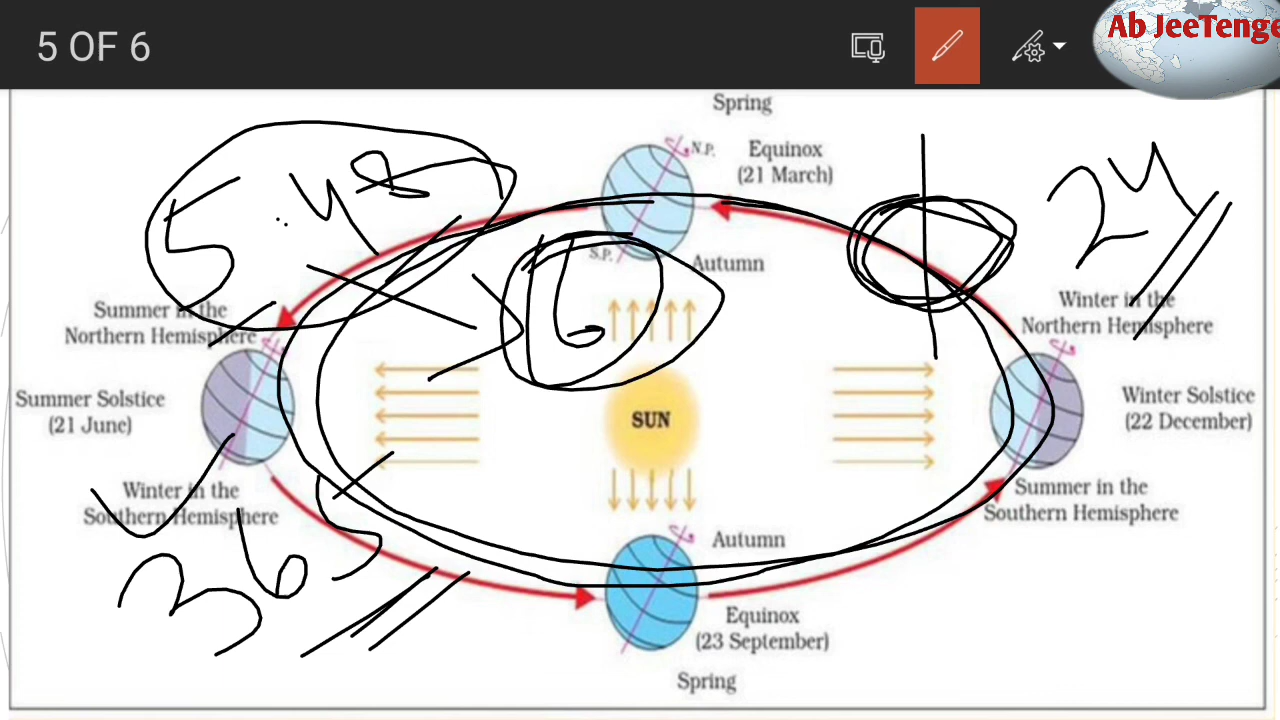 5 OF 6
Ab JeeTenge
Spring
N.P.
Equinox
(21 March)
24
5.48
6
S.P.
Autumn
Summer in the
Northern Hemisphere
Winter in the
Northern Hemisphere
Summer Solstice
(21 June)
SUN
Winter Solstice
(22 December)
Winter in the
Southern Hemisphere
Summer in the
Southern Hemisphere
365
Autumn
Equinox
(23 September)
Spring